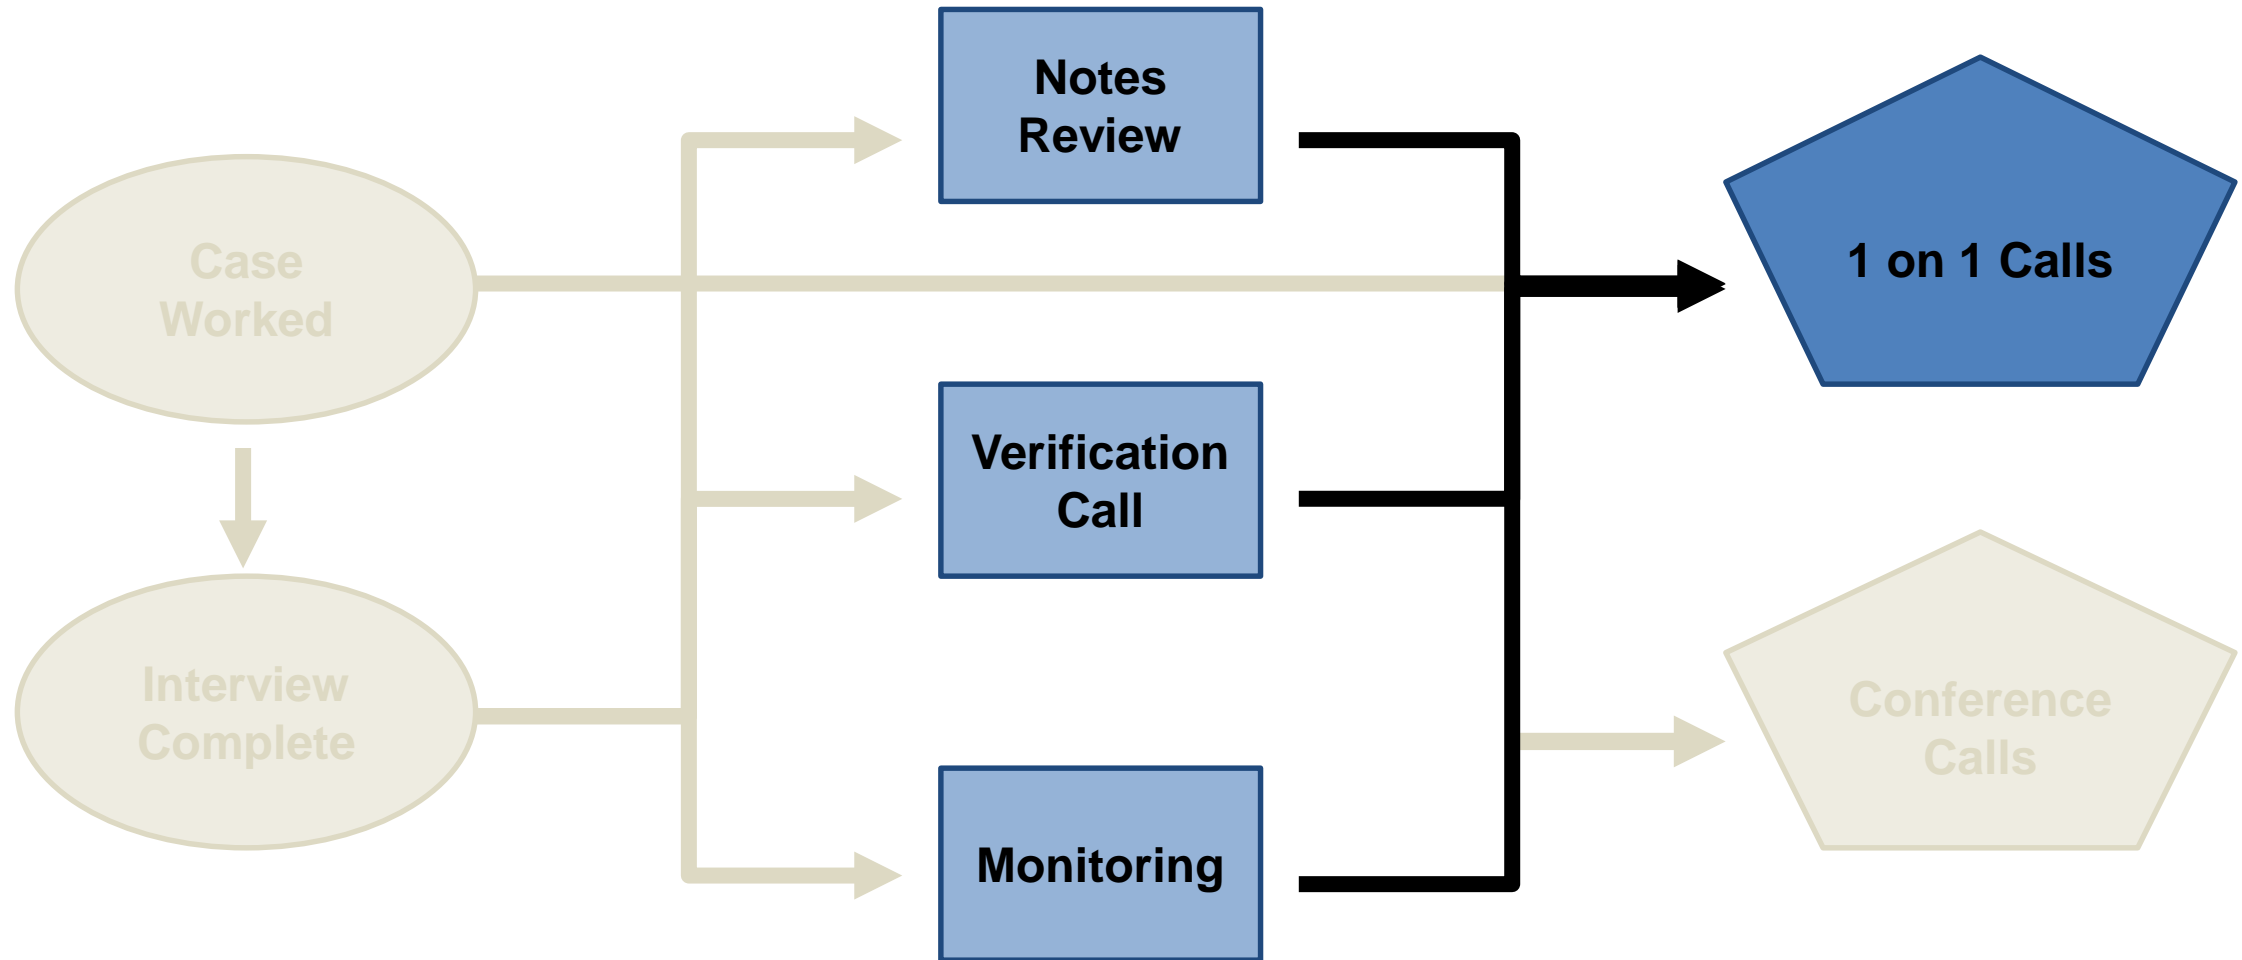 Notes
Review
Case
Worked
1 on 1 Calls
Verification
Call
Interview
Complete
Conference
Calls
Monitoring